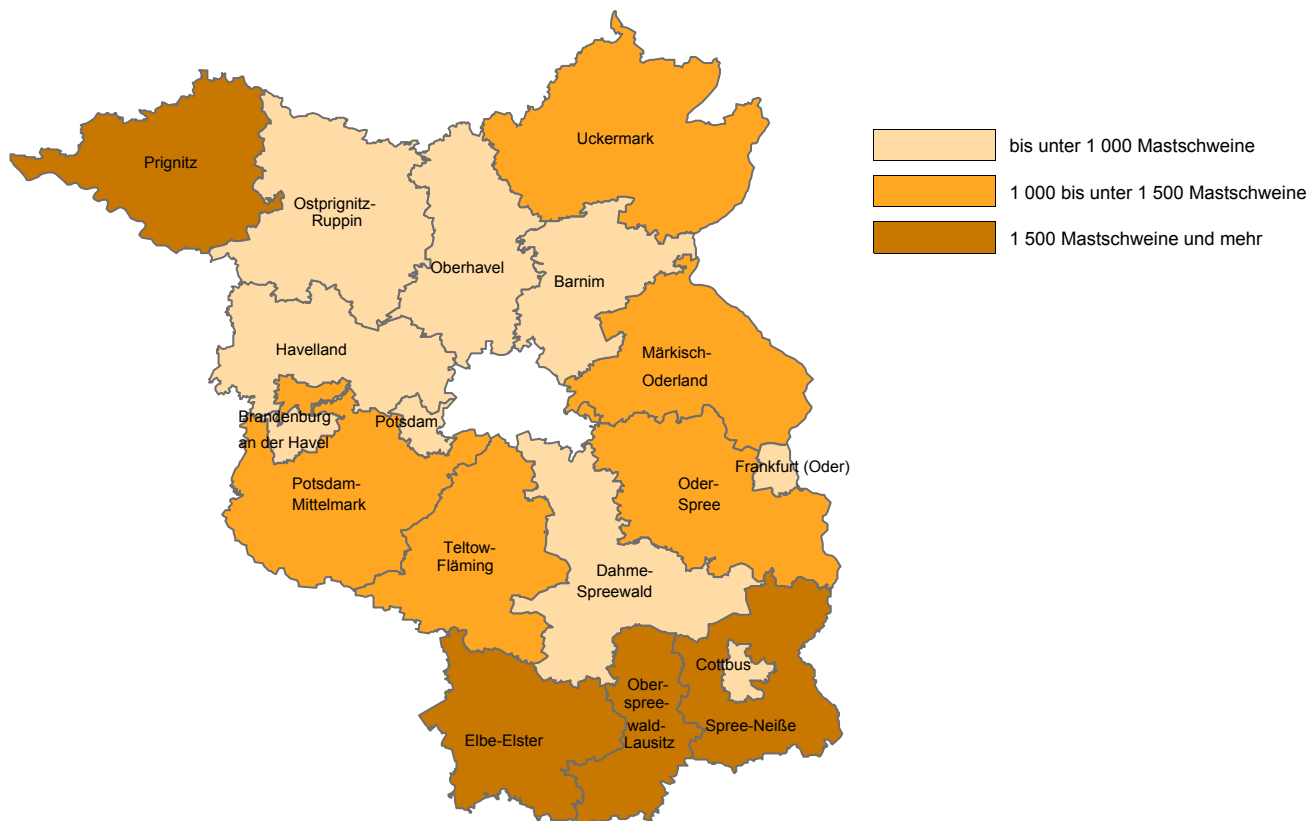 Uckermark
bis unter 1 000 Mastschweine
Prignitz
1 000 bis unter 1 500 Mastschweine
Ostprignitz-
Ruppin
1 500 Mastschweine und mehr
Oberhavel
Barnim
Havelland
Märkisch-
Oderland
Brandenburg
an der Havel
Potsdam
Frankfurt (Oder)
Potsdam-
Mittelmark
Oder-
Spree
Teltow-
Fläming
Dahme-
Spreewald
Cottbus
Ober-
spree-
wald-
Lausitz
Spree-Neiße
Elbe-Elster